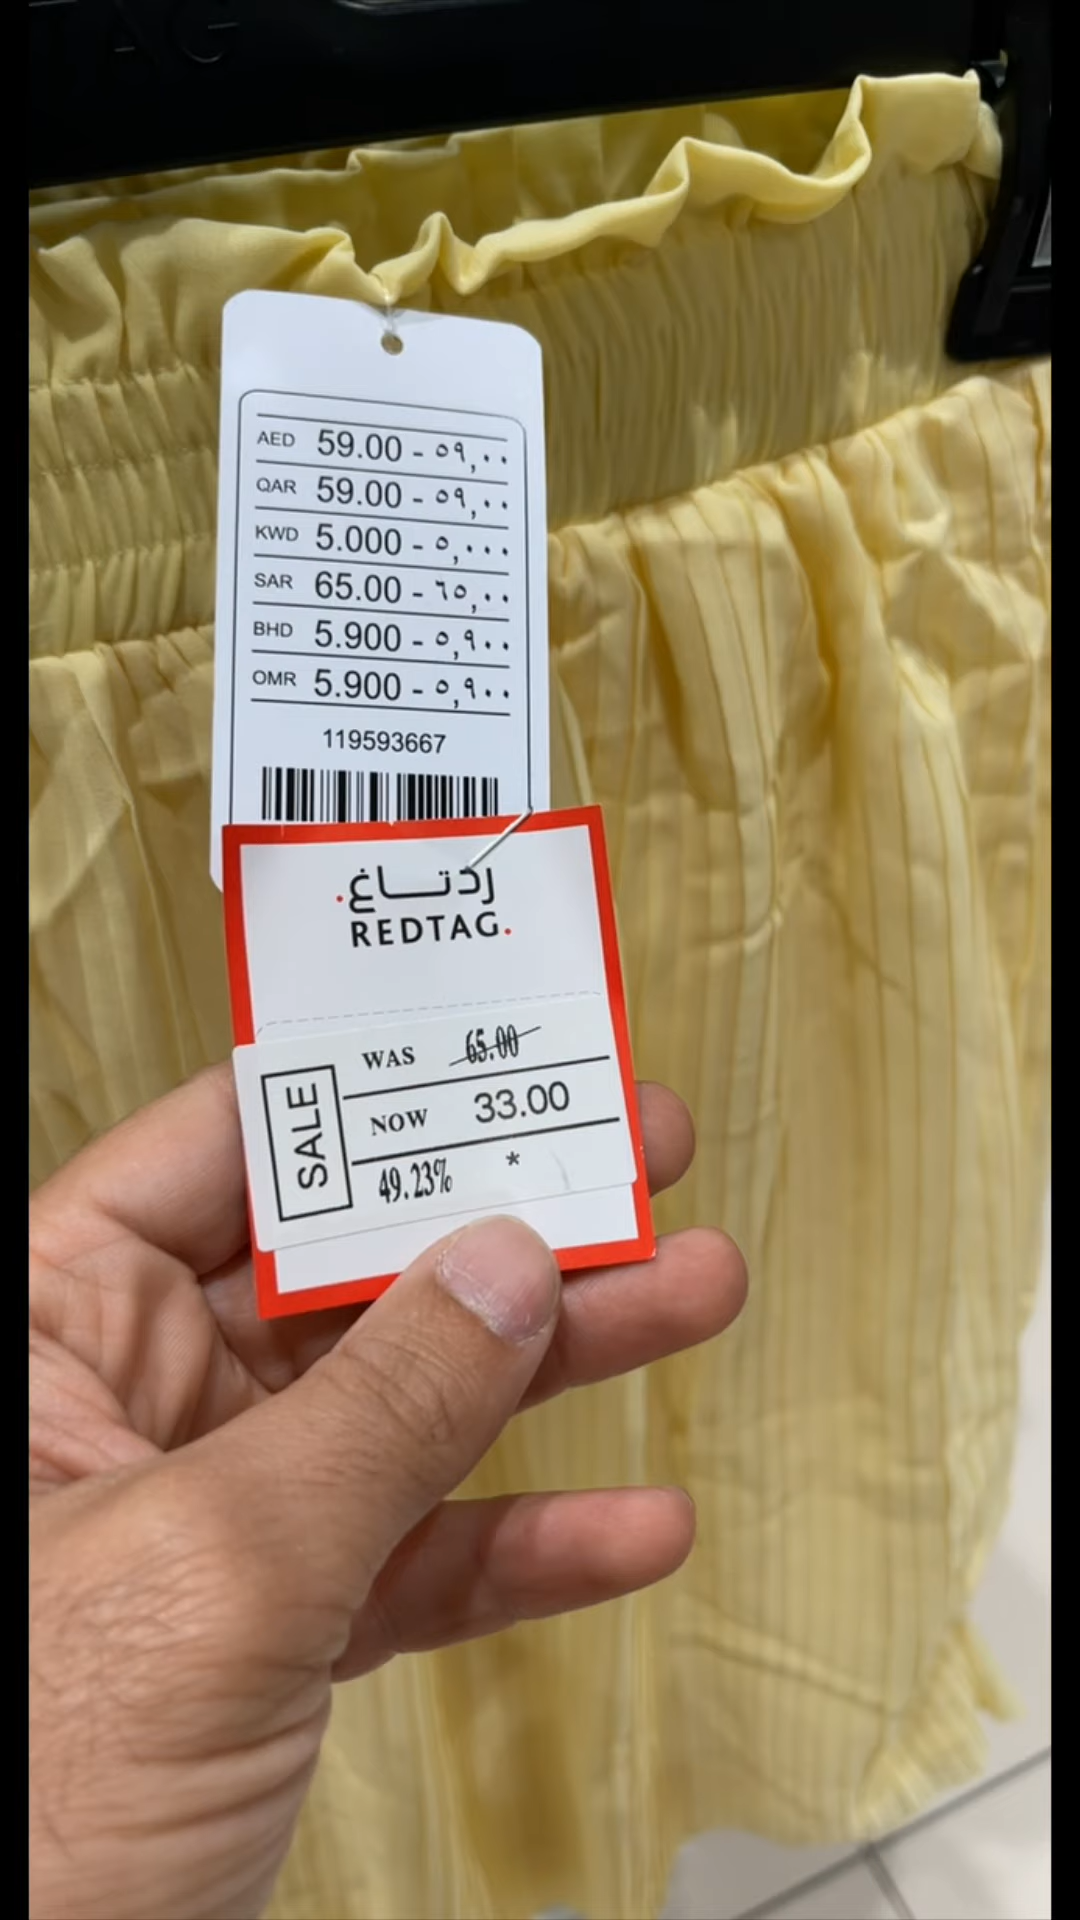 TAG
AED 59.00 - ٥٩,٠٠
QAR 59.00 - ٥٩,٠٠
KWD 5.000 - ٥,٠٠٠
SAR 65.00 - ٦٥,٠٠
BHD 5.900 - ٥,٩٠٠
OMR 5.900 - ٥,٩٠٠
119593667
ردتاغ.
REDTAG.
SALE
WAS 65.00
NOW 33.00
49.23% *